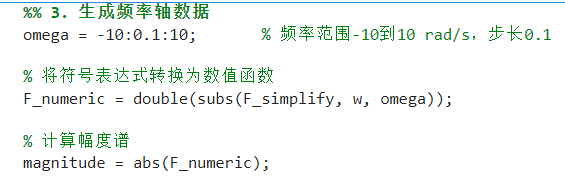 %% 3. 生成频率轴数据
omega = -10:0.1:10;         % 频率范围-10到10 rad/s，步长0.1
% 将符号表达式转换为数值函数
F_numeric = double(subs(F_simplify, w, omega));
% 计算幅度谱
magnitude = abs(F_numeric);